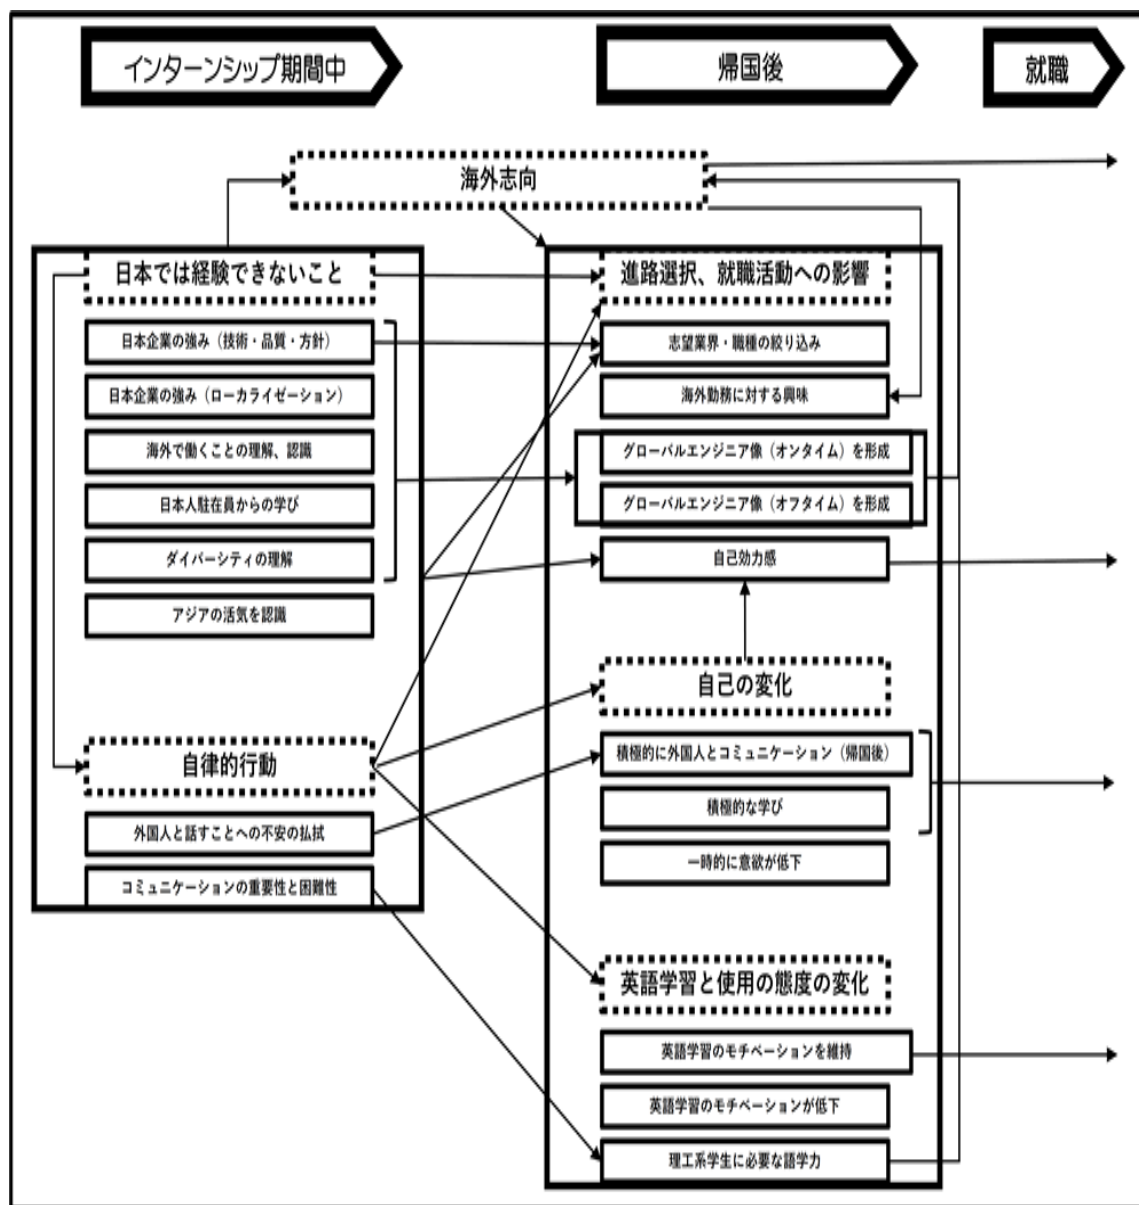 インターンシップ期間中
帰国後
就職
海外志向
日本では経験できないこと
日本企業の強み（技術・品質・方針）
日本企業の強み（ローカライゼーション）
海外で働くことの理解、認識
日本人駐在員からの学び
ダイバーシティの理解
アジアの活気を認識
自律的行動
外国人と話すことへの不安の払拭
コミュニケーションの重要性と困難性
進路選択、就職活動への影響
志望業界・職種の絞り込み
海外勤務に対する興味
グローバルエンジニア像（オンタイム）を形成
グローバルエンジニア像（オフタイム）を形成
自己効力感
自己の変化
積極的に外国人とコミュニケーション（帰国後）
積極的な学び
一時的に意欲が低下
英語学習と使用の態度の変化
英語学習のモチベーションを維持
英語学習のモチベーションが低下
理工系学生に必要な語学力